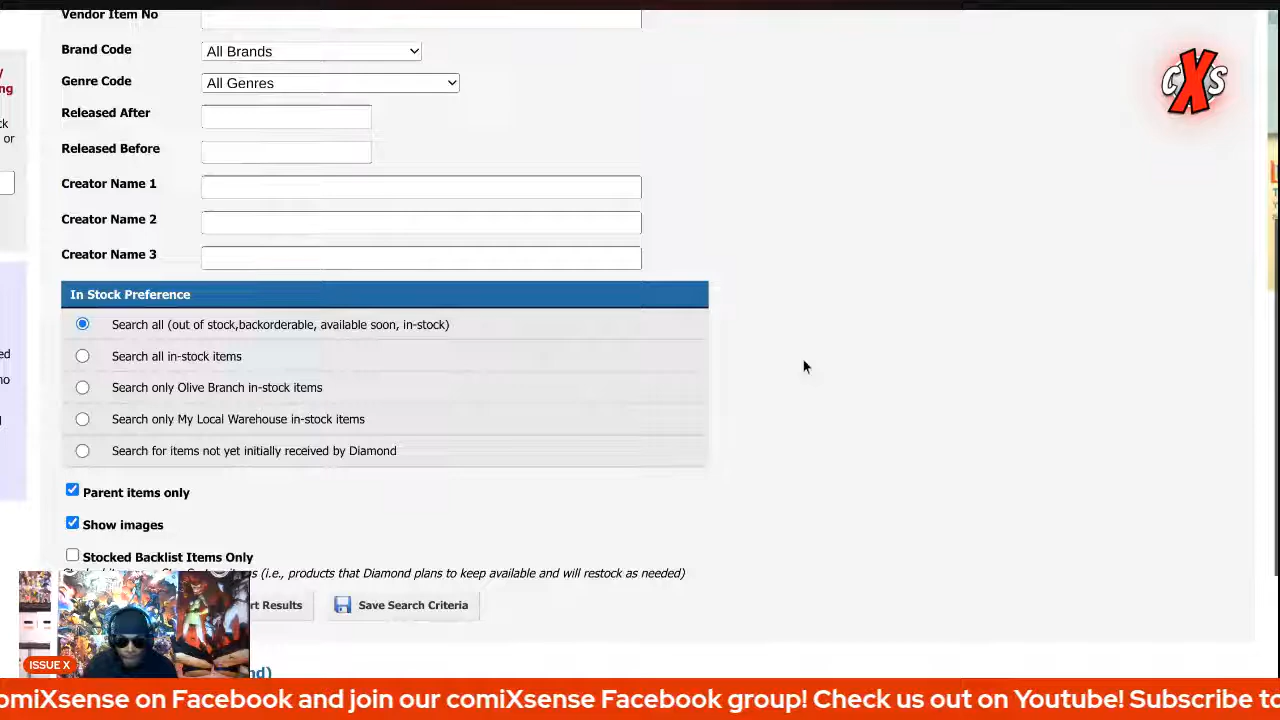 Vendor Item No
Brand Code
All Brands
Genre Code
All Genres
Released After
Released Before
Creator Name 1
Creator Name 2
Creator Name 3
In Stock Preference
Search all (out of stock,backorderable, available soon, in-stock)
Search all in-stock items
Search only Olive Branch in-stock items
Search only My Local Warehouse in-stock items
Search for items not yet initially received by Diamond
Parent items only
Show images
Stocked Backlist Items Only
(i.e., products that Diamond plans to keep available and will restock as needed)
Results
Save Search Criteria
cXs
ISSUE X
omiXsense on Facebook and join our comiXsense Facebook group! Check us out on Youtube! Subscribe to